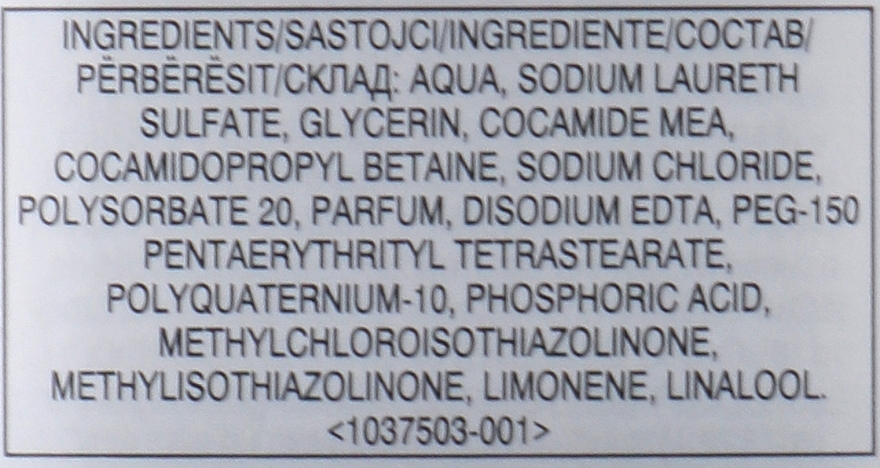 INGREDIENTS/SASTOJCI/INGREDIENTE/СОСТАВ/
PËRBËRËSIT/СКЛАД: AQUA, SODIUM LAURETH
SULFATE, GLYCERIN, COCAMIDE MEA,
COCAMIDOPROPYL BETAINE, SODIUM CHLORIDE,
POLYSORBATE 20, PARFUM, DISODIUM EDTA, PEG-150
PENTAERYTHRITYL TETRASTEARATE,
POLYQUATERNIUM-10, PHOSPHORIC ACID,
METHYLCHLOROISOTHIAZOLINONE,
METHYLISOTHIAZOLINONE, LIMONENE, LINALOOL.
<1037503-001>